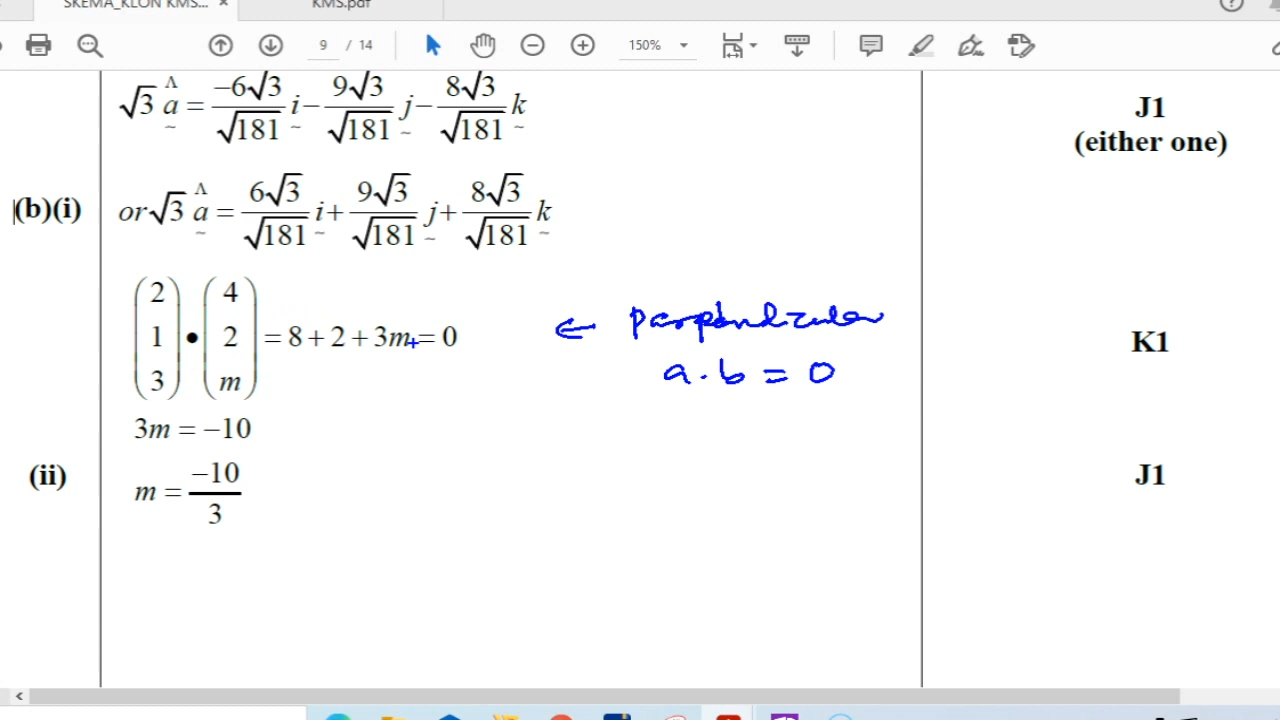 SKEMA_KLON KMS... × KMS.pdf
9 / 14 150%
√3 â = −6√3/√181 i − 9√3/√181 j − 8√3/√181 k
J1
(either one)
(b)(i) or √3 â = 6√3/√181 i + 9√3/√181 j + 8√3/√181 k
(2 1 3) • (4 2 m) = 8 + 2 + 3m = 0
← perpendicular
a . b = 0
K1
3m = −10
(ii) m = −10/3
J1